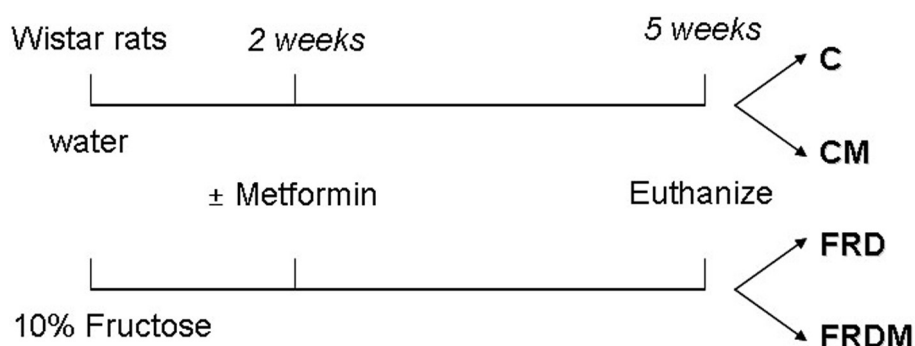 Wistar rats
2 weeks
5 weeks
C
water
CM
± Metformin
Euthanize
FRD
10% Fructose
FRDM